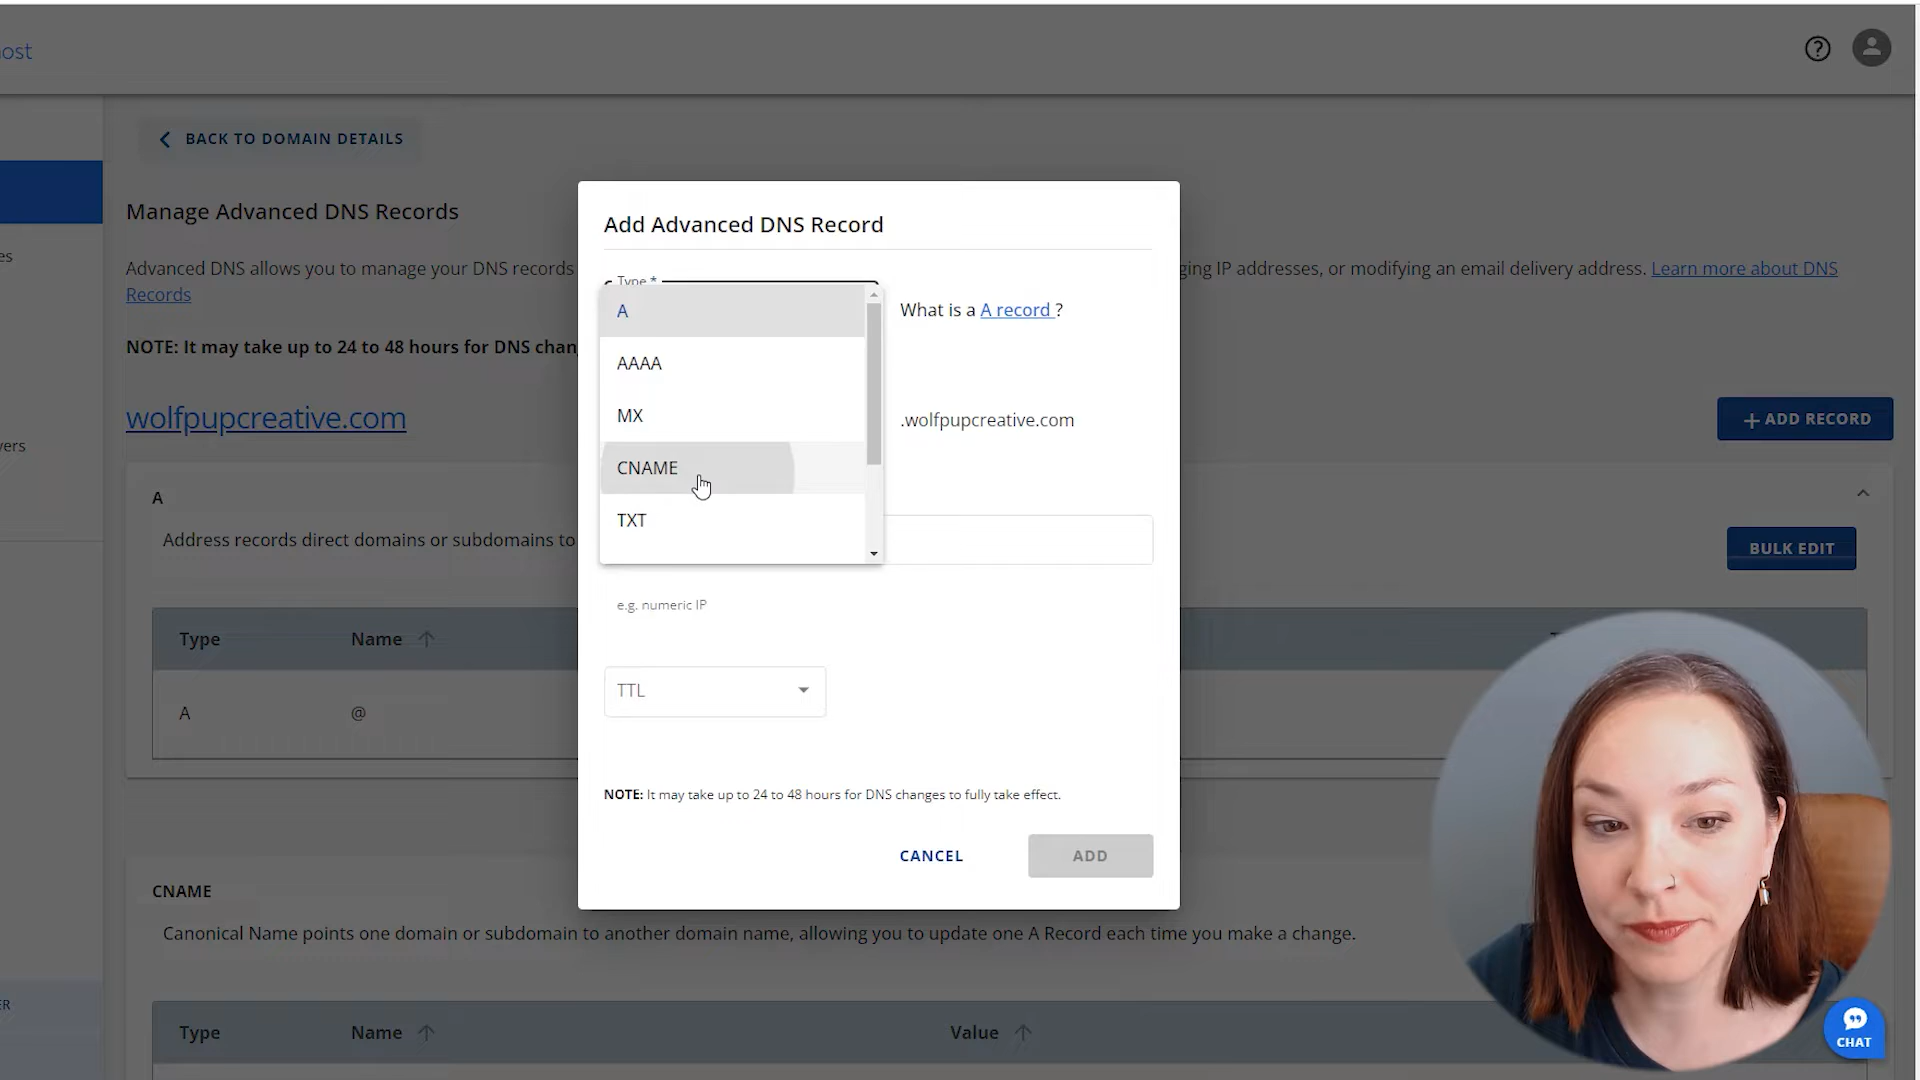 ost
BACK TO DOMAIN DETAILS
Manage Advanced DNS Records
Advanced DNS allows you to manage your DNS records
ging IP addresses, or modifying an email delivery address. Learn more about DNS
Records
NOTE: It may take up to 24 to 48 hours for DNS chan
wolfpupcreative.com
+ ADD RECORD
es
vers
ER
Add Advanced DNS Record
Type *
A
AAAA
MX
CNAME
TXT
What is a A record ?
.wolfpupcreative.com
e.g. numeric IP
TTL
NOTE: It may take up to 24 to 48 hours for DNS changes to fully take effect.
CANCEL
ADD
A
Address records direct domains or subdomains to
BULK EDIT
Type Name
A @
CNAME
Canonical Name points one domain or subdomain to another domain name, allowing you to update one A Record each time you make a change.
Type Name Value
CHAT